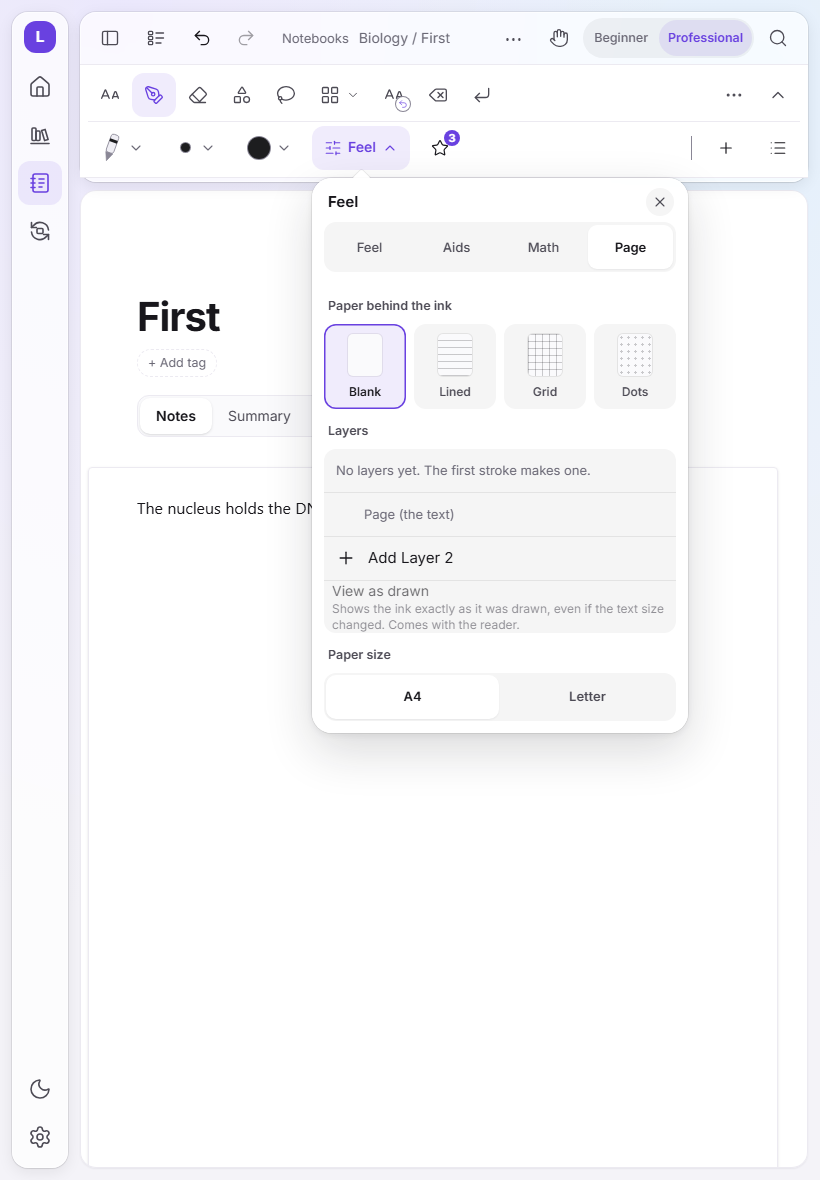 L
Notebooks Biology / First
Beginner Professional
AA
AA
Feel
3
Feel
Feel Aids Math Page
First
+ Add tag
Notes Summary
The nucleus holds the DN
Paper behind the ink
Blank Lined Grid Dots
Layers
No layers yet. The first stroke makes one.
Page (the text)
Add Layer 2
View as drawn
Shows the ink exactly as it was drawn, even if the text size
changed. Comes with the reader.
Paper size
A4 Letter